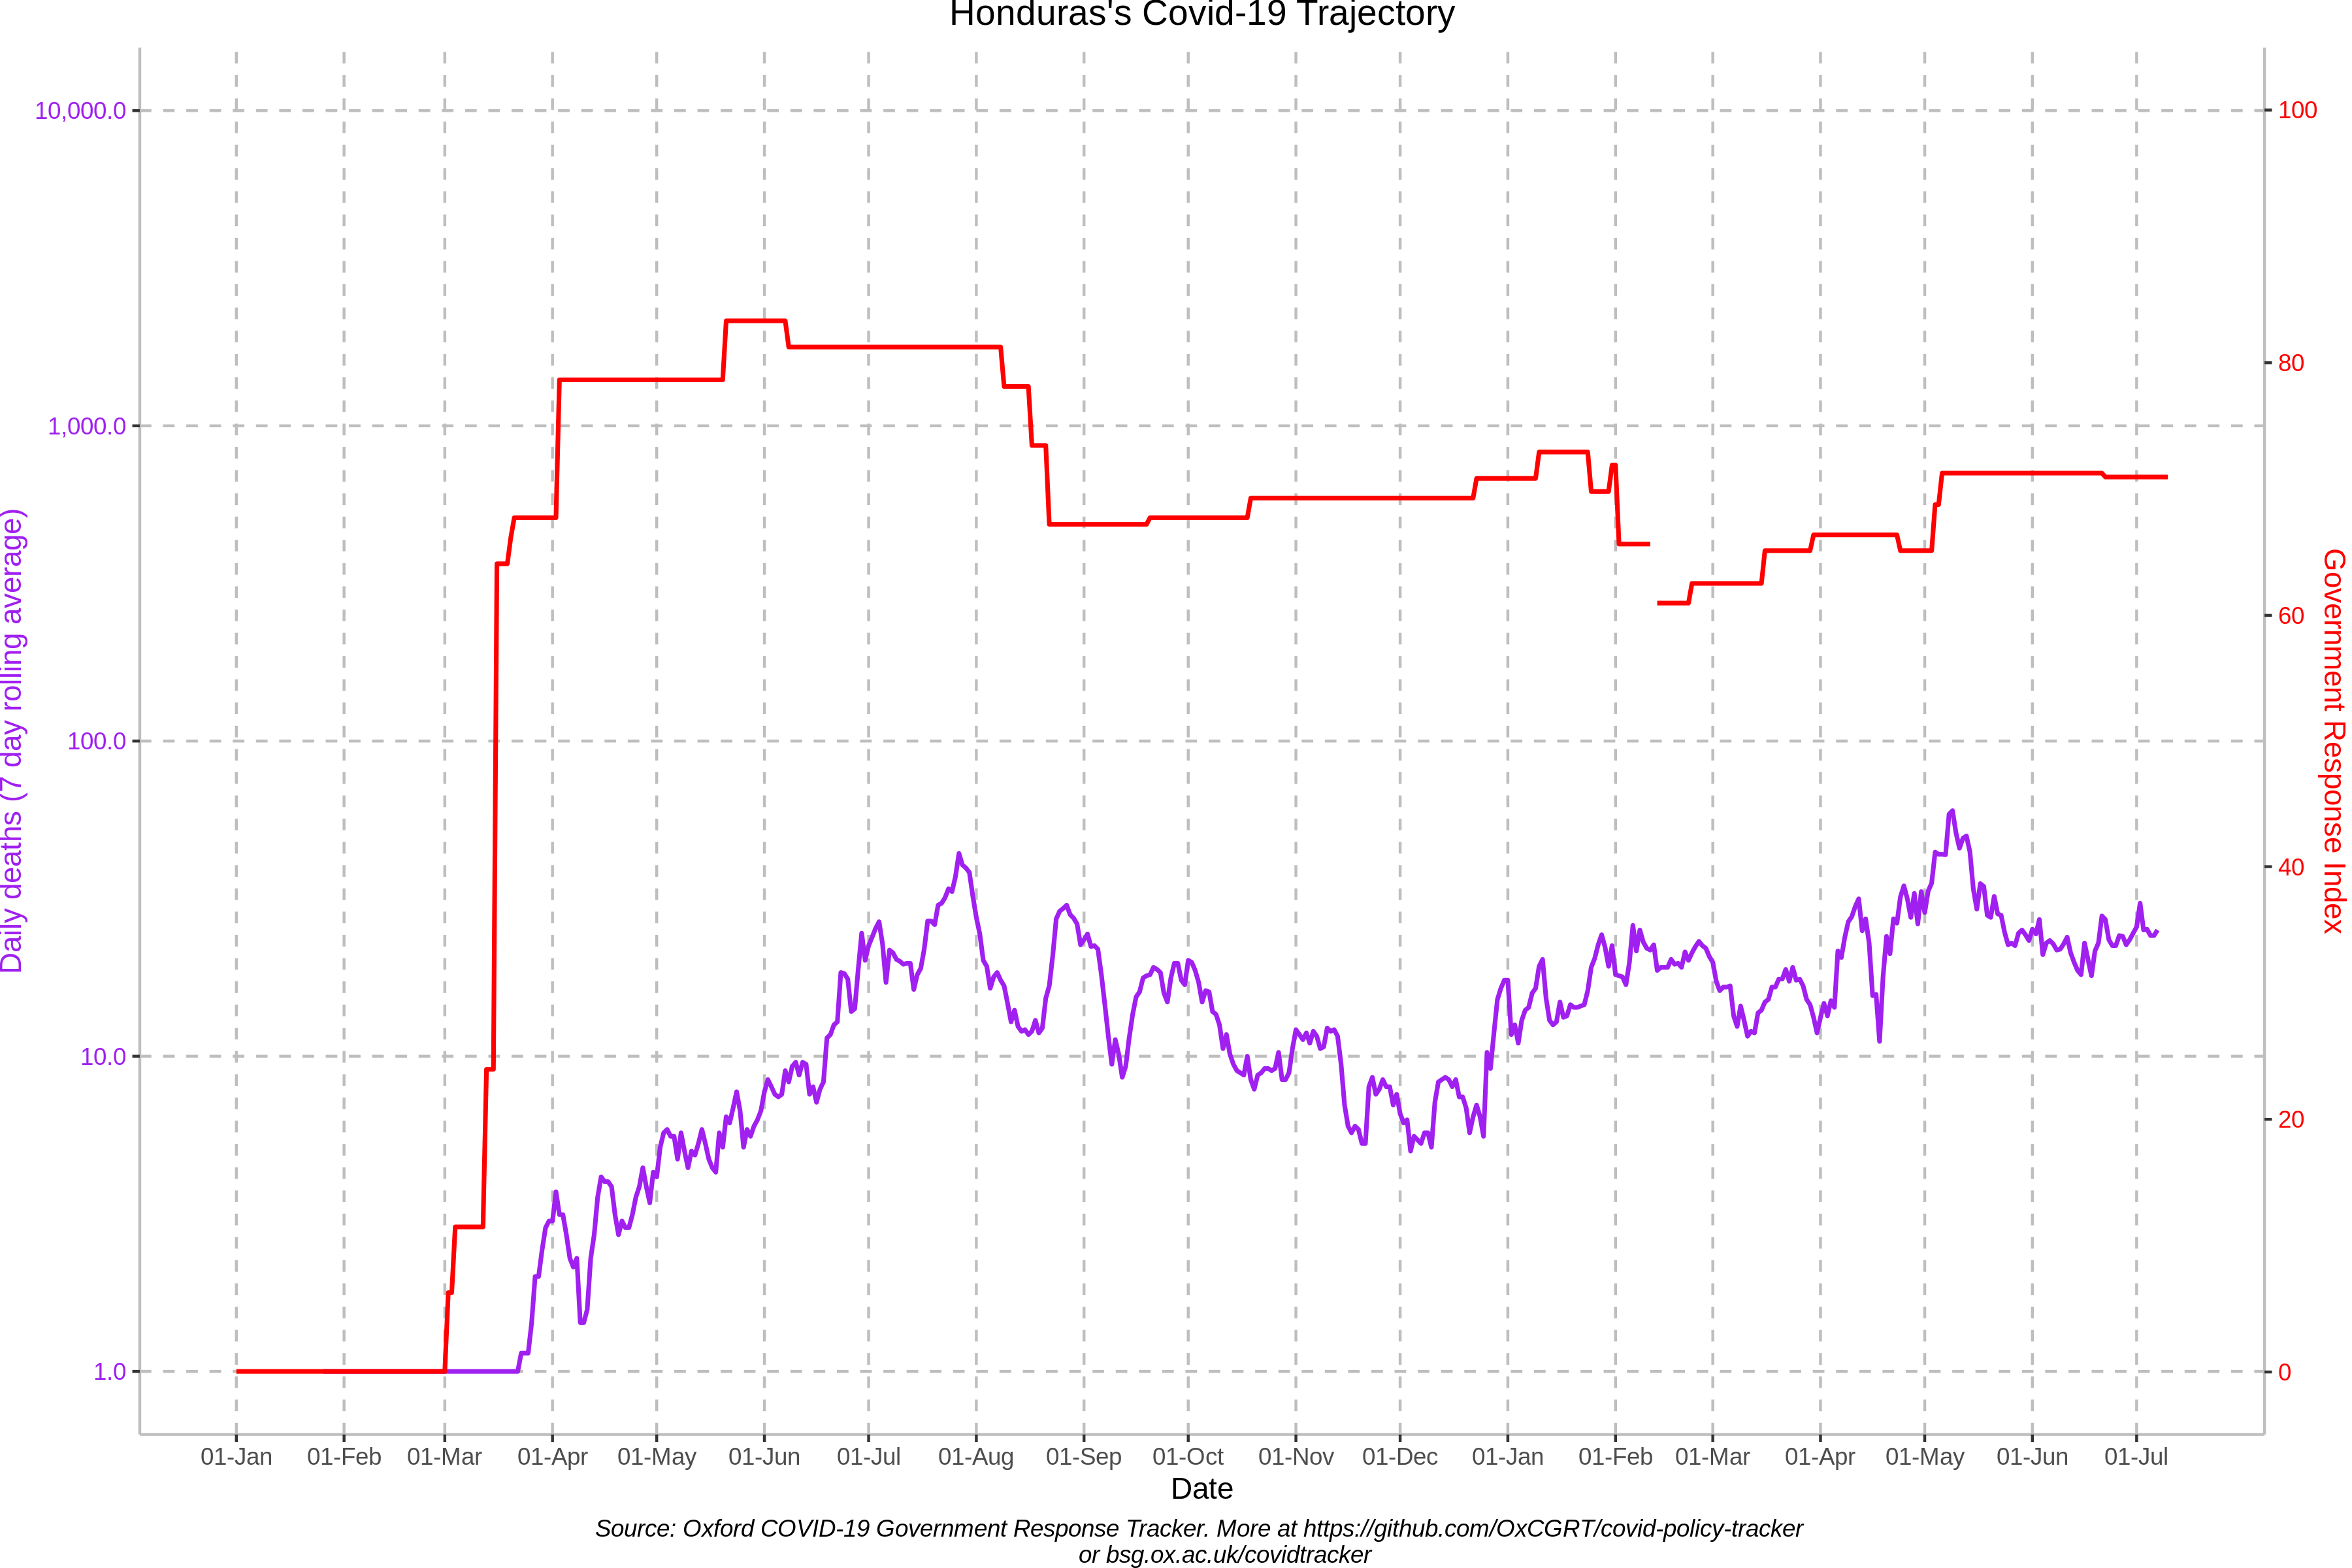 Honduras's Covid-19 Trajectory
Daily deaths (7 day rolling average)
10,000.0
1,000.0
100.0
10.0
1.0
100
80
60
40
20
0
Government Response Index
01-Jan 01-Feb 01-Mar 01-Apr 01-May 01-Jun 01-Jul 01-Aug 01-Sep 01-Oct 01-Nov 01-Dec 01-Jan 01-Feb 01-Mar 01-Apr 01-May 01-Jun 01-Jul
Date
Source: Oxford COVID-19 Government Response Tracker. More at https://github.com/OxCGRT/covid-policy-tracker
or bsg.ox.ac.uk/covidtracker